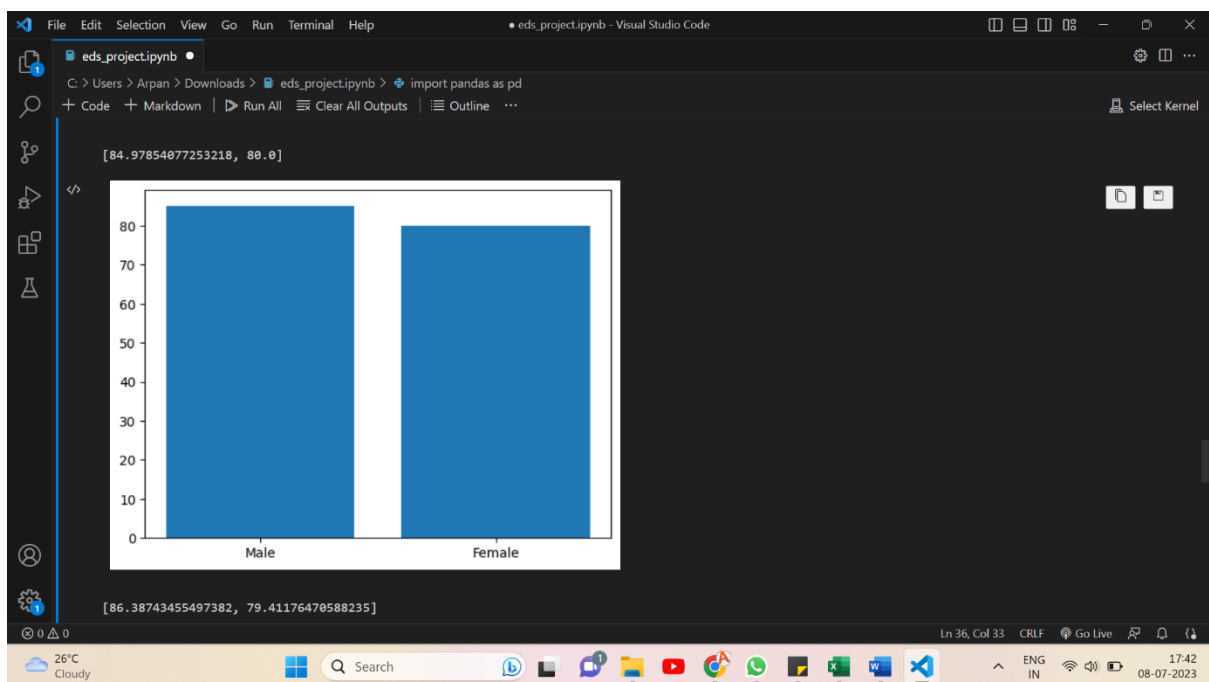 File Edit Selection View Go Run Terminal Help ● eds_project.ipynb - Visual Studio Code
eds_project.ipynb ●
C: > Users > Arpan > Downloads > eds_project.ipynb > import pandas as pd
+ Code + Markdown | Run All Clear All Outputs | Outline ... Select Kernel
[84.97854077253218, 80.0]
80
70
60
50
40
30
20
10
0
Male Female
[86.38743455497382, 79.41176470588235]
0 0 Ln 36, Col 33 CRLF Go Live
26°C
Cloudy
Search
ENG
IN
17:42
08-07-2023
1
1
1